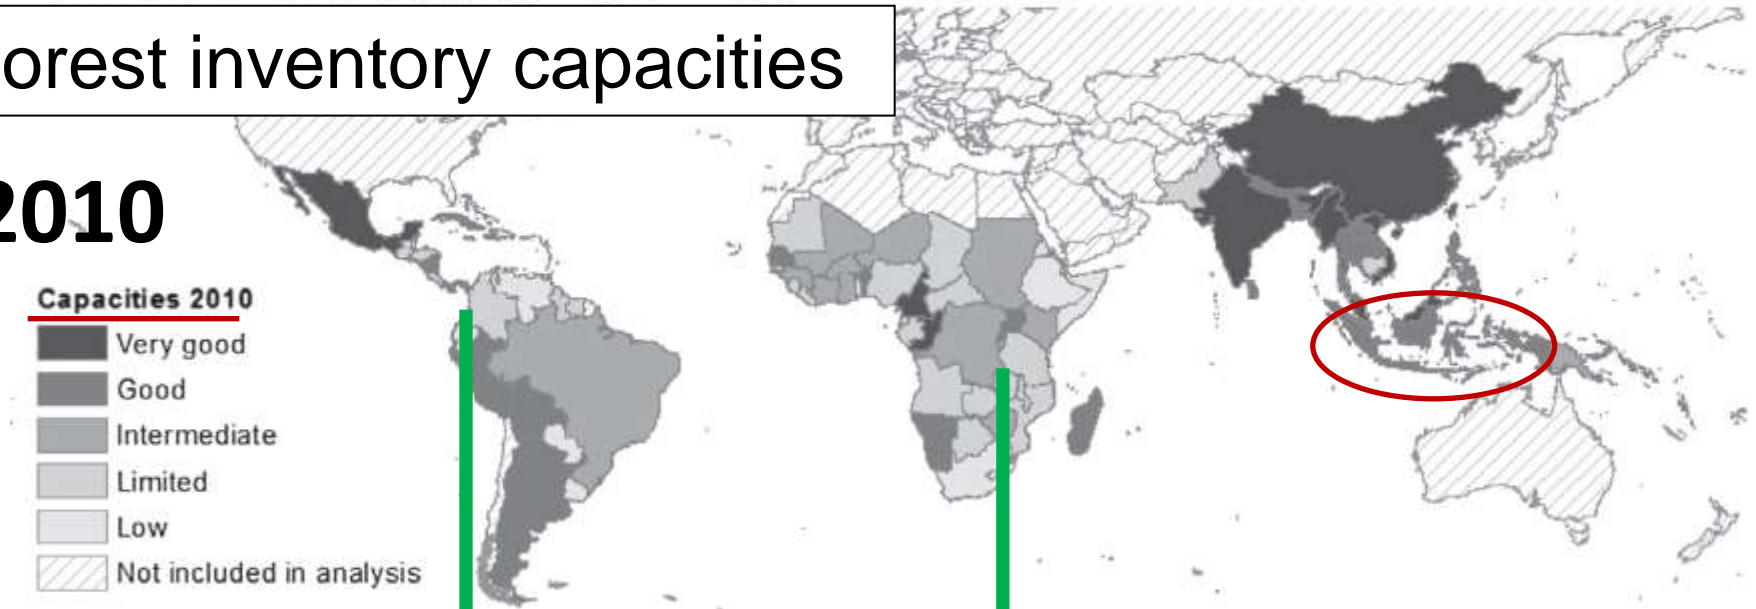 orest inventory capacities
2010
Capacities 2010
Very good
Good
Intermediate
Limited
Low
Not included in analysis